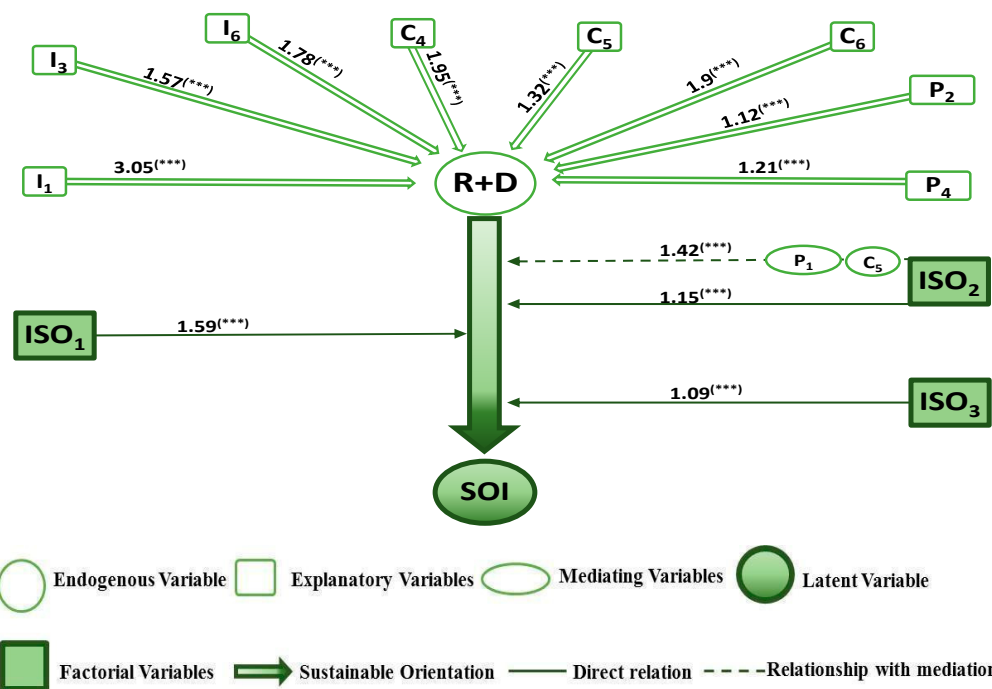 I6
C4
C5
C6
I3
1.78(***)
1.95(***)
1.32(***)
1.9(***)
1.57(***)
P2
1.12(***)
I1
3.05(***)
R+D
1.21(***)
P4
1.42(***)
P1
C5
ISO2
1.15(***)
ISO1
1.59(***)
1.09(***)
ISO3
SOI
Endogenous Variable
Explanatory Variables
Mediating Variables
Latent Variable
Factorial Variables
Sustainable Orientation
Direct relation
Relationship with mediation